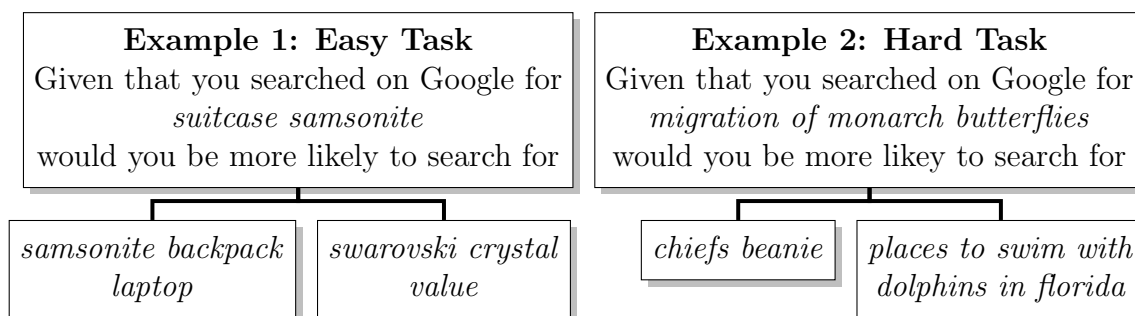 Example 1: Easy Task
Given that you searched on Google for
suitcase samsonite
would you be more likely to search for
samsonite backpack
laptop
swarovski crystal
value
Example 2: Hard Task
Given that you searched on Google for
migration of monarch butterflies
would you be more likey to search for
chiefs beanie
places to swim with
dolphins in florida